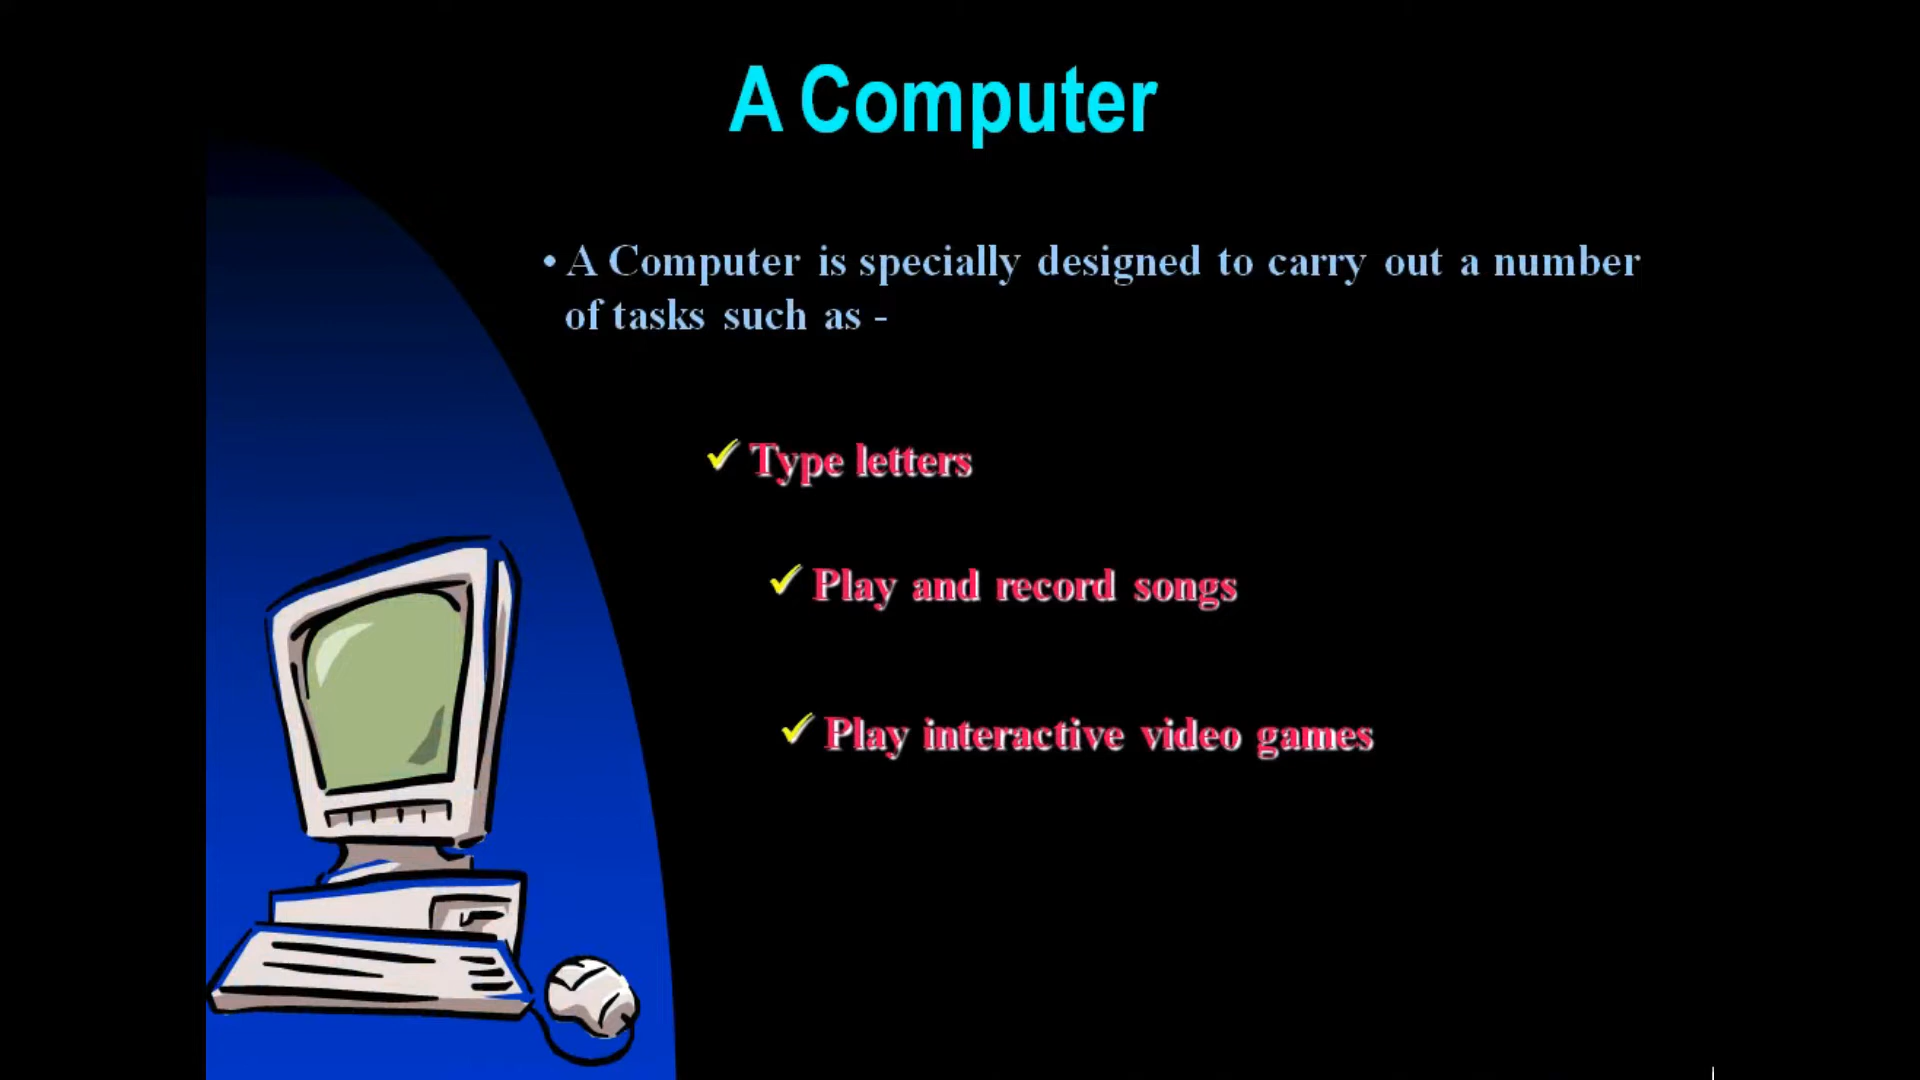 A Computer
• A Computer is specially designed to carry out a number
of tasks such as -
✓ Type letters
✓ Play and record songs
✓ Play interactive video games